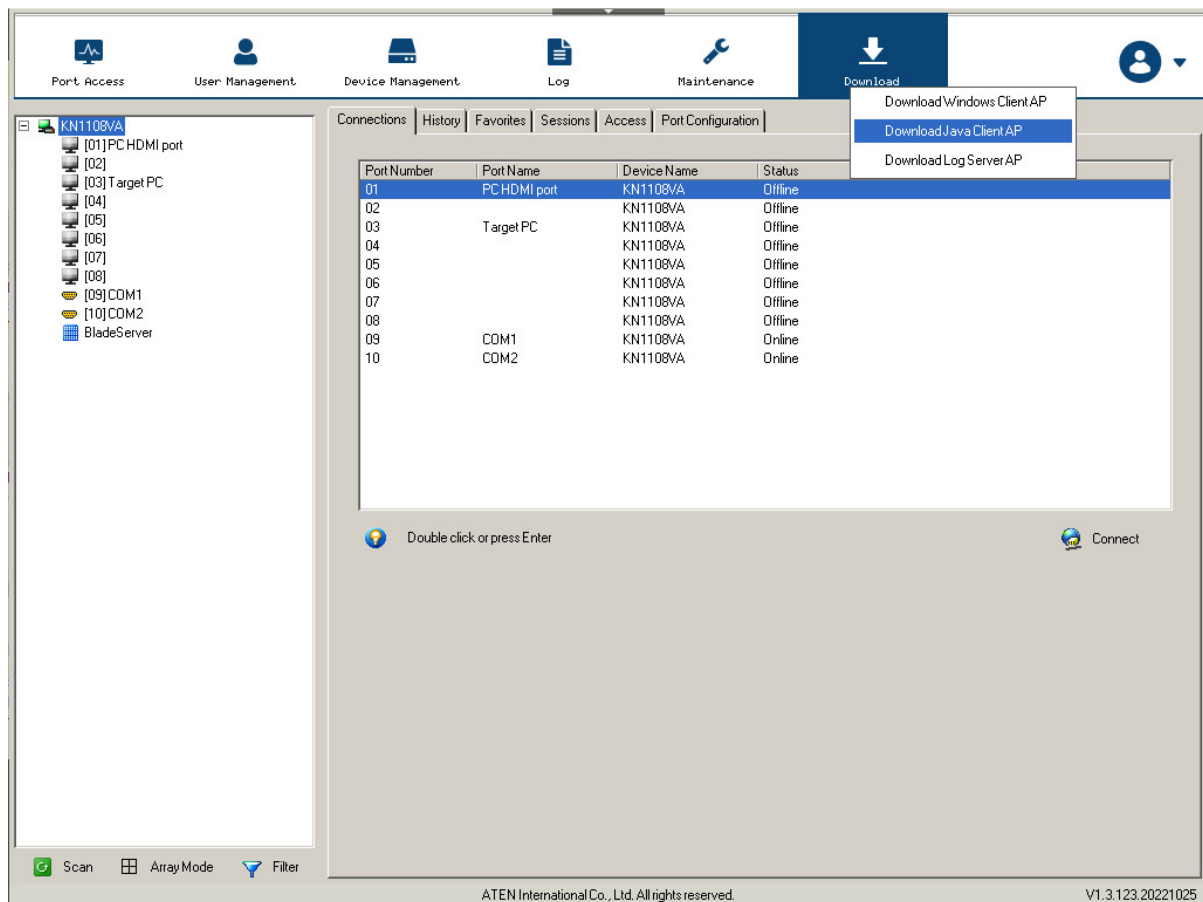 Port Access
User Management
Device Management
Log
Maintenance
Download
Download Windows Client AP
Download Java Client AP
Download Log Server AP
KN1108VA
[01]PC HDMI port
[02]
[03]Target PC
[04]
[05]
[06]
[07]
[08]
[09]COM1
[10]COM2
BladeServer
Connections History Favorites Sessions Access Port Configuration
Port Number Port Name Device Name Status
01 PC HDMI port KN1108VA Offline
02 KN1108VA Offline
03 Target PC KN1108VA Offline
04 KN1108VA Offline
05 KN1108VA Offline
06 KN1108VA Offline
07 KN1108VA Offline
08 KN1108VA Offline
09 COM1 KN1108VA Online
10 COM2 KN1108VA Online
Double click or press Enter
Connect
Scan Array Mode Filter
ATEN International Co., Ltd. All rights reserved.
V1.3.123.20221025